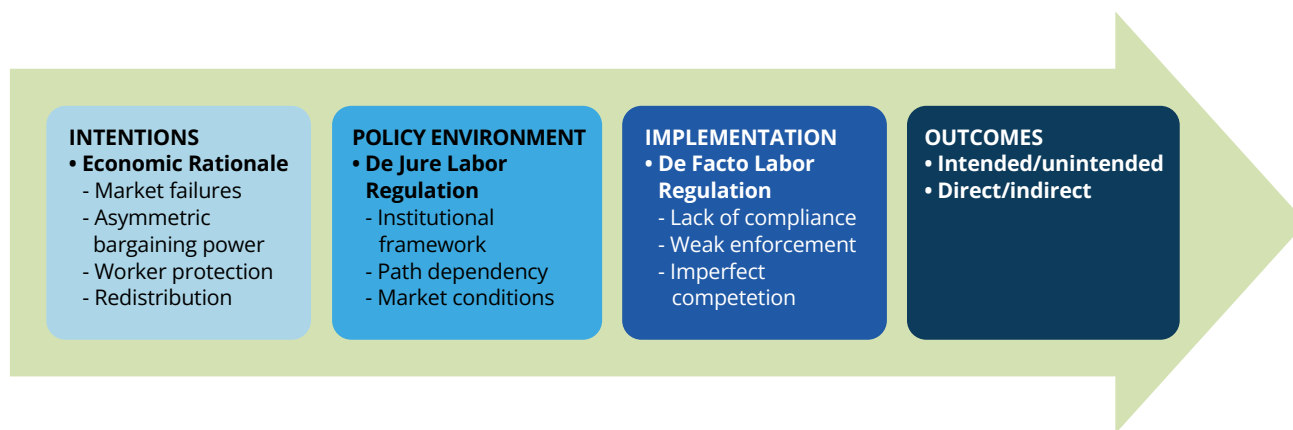 INTENTIONS
• Economic Rationale
- Market failures
- Asymmetric
bargaining power
- Worker protection
- Redistribution
POLICY ENVIRONMENT
• De Jure Labor
Regulation
- Institutional
framework
- Path dependency
- Market conditions
IMPLEMENTATION
• De Facto Labor
Regulation
- Lack of compliance
- Weak enforcement
- Imperfect
competetion
OUTCOMES
• Intended/unintended
• Direct/indirect